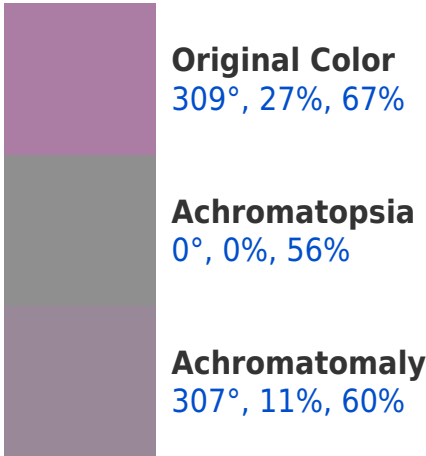 Original Color
309°, 27%, 67%
Achromatopsia
0°, 0%, 56%
Achromatomaly
307°, 11%, 60%